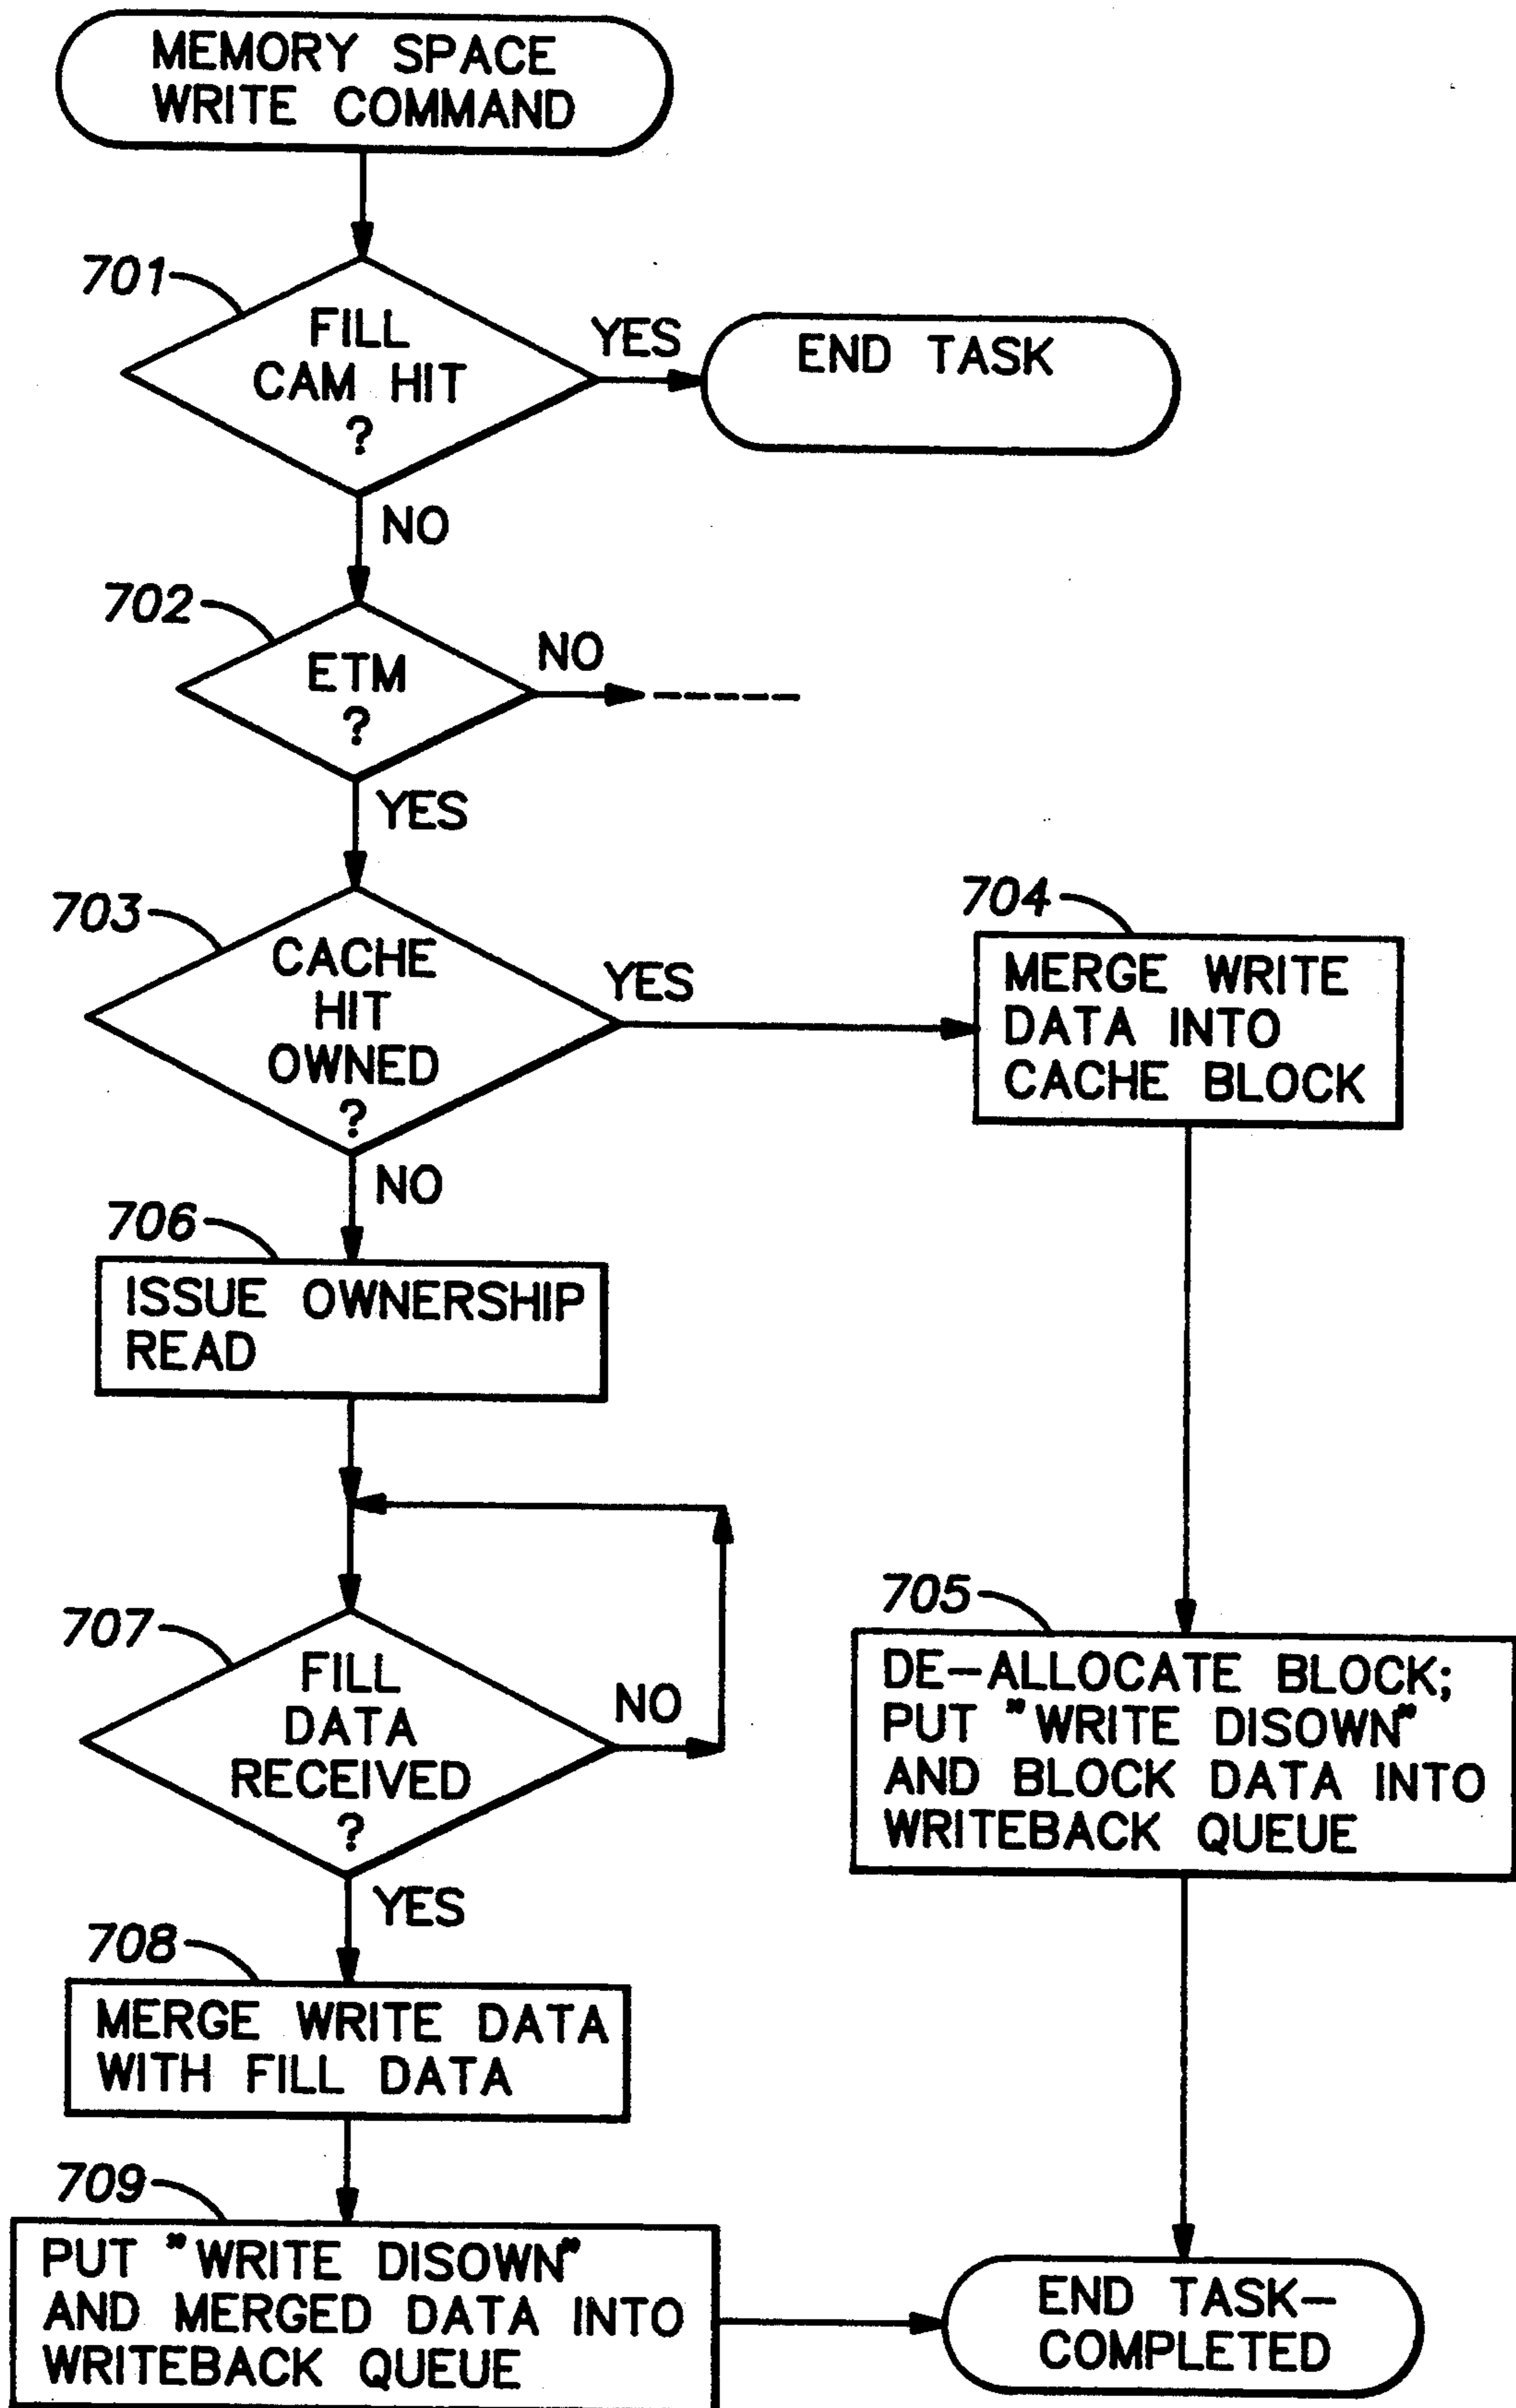 MEMORY SPACE
WRITE COMMAND
701
FILL
CAM HIT
?
YES
END TASK
NO
702
ETM
?
NO
YES
703
CACHE
HIT
OWNED
?
YES
704
MERGE WRITE
DATA INTO
CACHE BLOCK
NO
706
ISSUE OWNERSHIP
READ
707
FILL
DATA
RECEIVED
?
NO
705
DE-ALLOCATE BLOCK;
PUT "WRITE DISOWN"
AND BLOCK DATA INTO
WRITEBACK QUEUE
YES
708
MERGE WRITE DATA
WITH FILL DATA
709
PUT "WRITE DISOWN"
AND MERGED DATA INTO
WRITEBACK QUEUE
END TASK-
COMPLETED